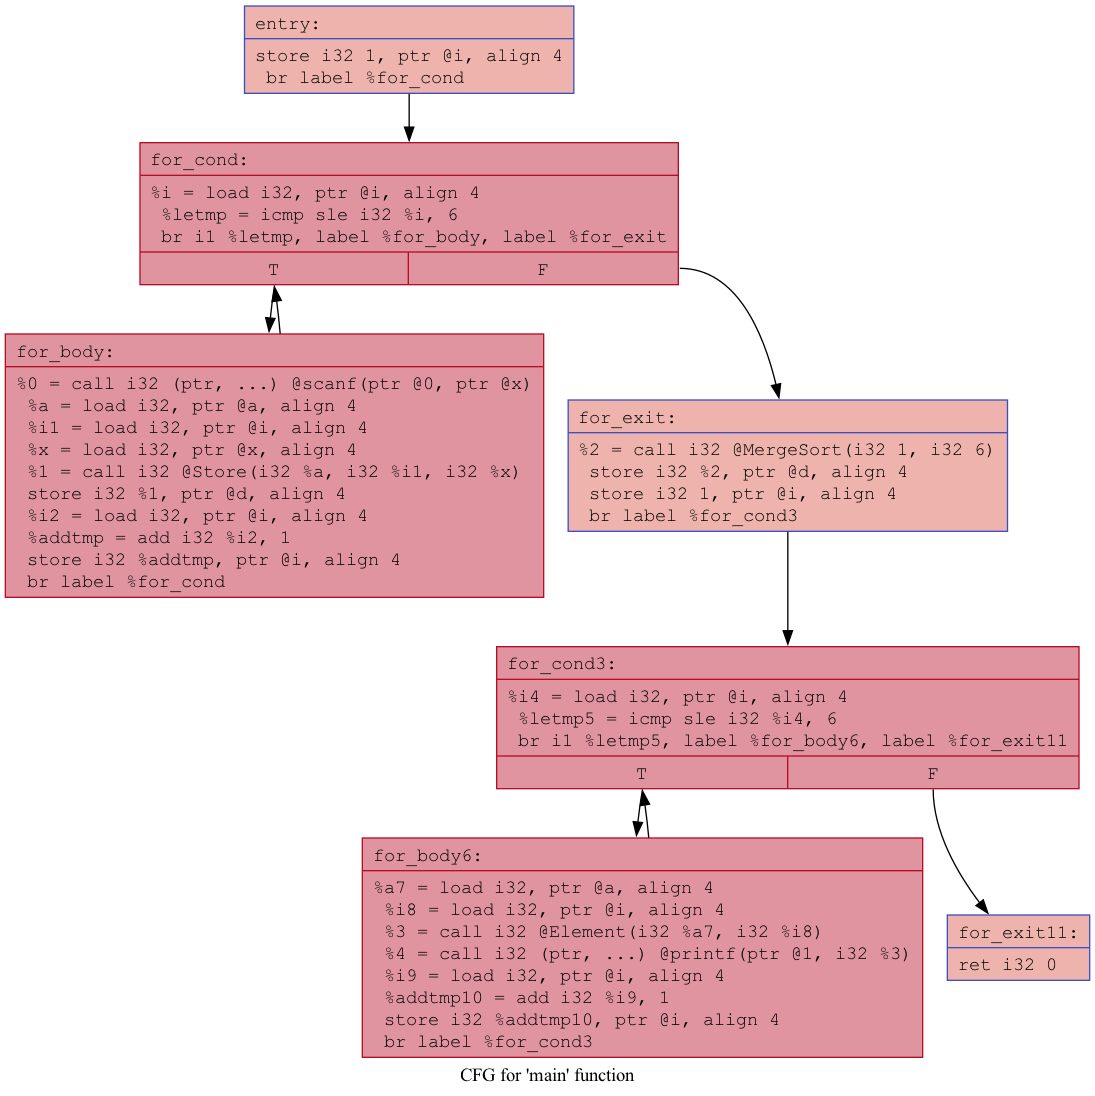 entry:
store i32 1, ptr @i, align 4
br label %for_cond
for_cond:
%i = load i32, ptr @i, align 4
%letmp = icmp sle i32 %i, 6
br i1 %letmp, label %for_body, label %for_exit
T
F
for_body:
%0 = call i32 (ptr, ...) @scanf(ptr @0, ptr @x)
%a = load i32, ptr @a, align 4
%i1 = load i32, ptr @i, align 4
%x = load i32, ptr @x, align 4
%1 = call i32 @Store(i32 %a, i32 %i1, i32 %x)
store i32 %1, ptr @d, align 4
%i2 = load i32, ptr @i, align 4
%addtmp = add i32 %i2, 1
store i32 %addtmp, ptr @i, align 4
br label %for_cond
for_exit:
%2 = call i32 @MergeSort(i32 1, i32 6)
store i32 %2, ptr @d, align 4
store i32 1, ptr @i, align 4
br label %for_cond3
for_cond3:
%i4 = load i32, ptr @i, align 4
%letmp5 = icmp sle i32 %i4, 6
br i1 %letmp5, label %for_body6, label %for_exit11
T
F
for_body6:
%a7 = load i32, ptr @a, align 4
%i8 = load i32, ptr @i, align 4
%3 = call i32 @Element(i32 %a7, i32 %i8)
%4 = call i32 (ptr, ...) @printf(ptr @1, i32 %3)
%i9 = load i32, ptr @i, align 4
%addtmp10 = add i32 %i9, 1
store i32 %addtmp10, ptr @i, align 4
br label %for_cond3
for_exit11:
ret i32 0
CFG for 'main' function